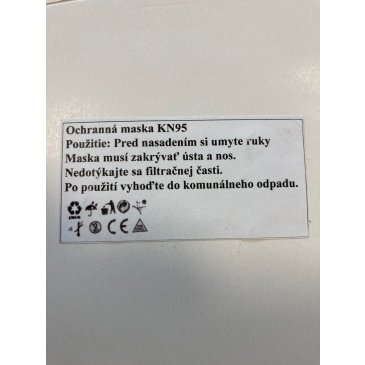 Ochranná maska KN95
Použitie: Pred nasadením si umyte ruky
Maska musí zakrývať ústa a nos.
Nedotýkajte sa filtračnej časti.
Po použití vyhoďte do komunálneho odpadu.
CE